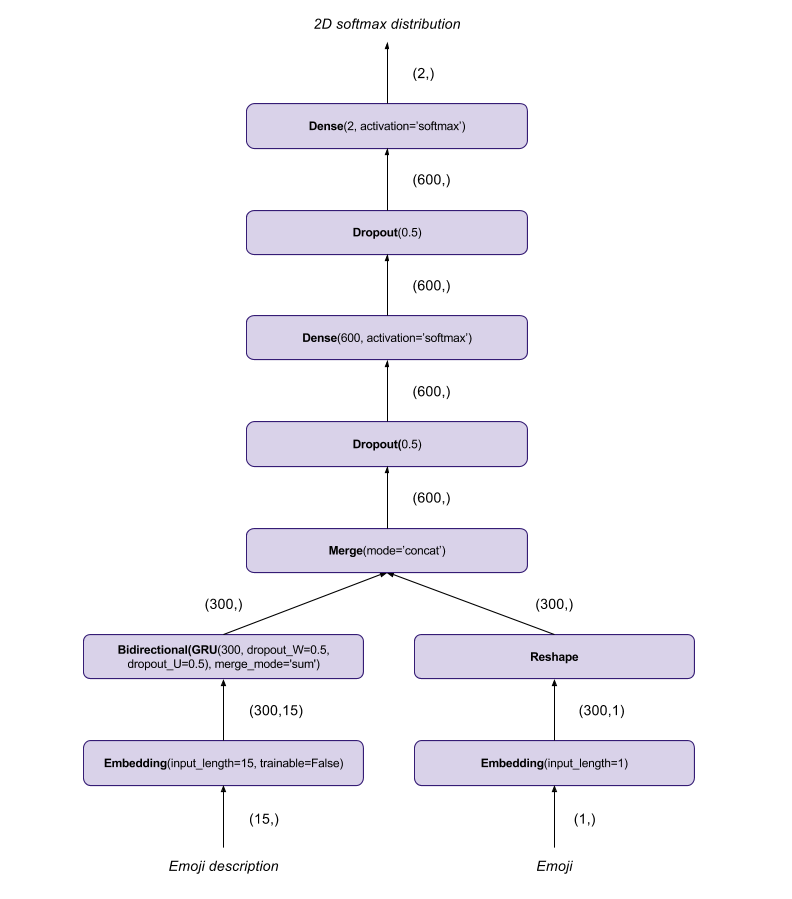 2D softmax distribution
(2,)
Dense(2, activation='softmax')
(600,)
Dropout(0.5)
(600,)
Dense(600, activation='softmax')
(600,)
Dropout(0.5)
(600,)
Merge(mode='concat')
(300,)
(300,)
Bidirectional(GRU(300, dropout_W=0.5,
dropout_U=0.5), merge_mode='sum')
Reshape
(300,15)
(300,1)
Embedding(input_length=15, trainable=False)
Embedding(input_length=1)
(15,)
(1,)
Emoji description
Emoji